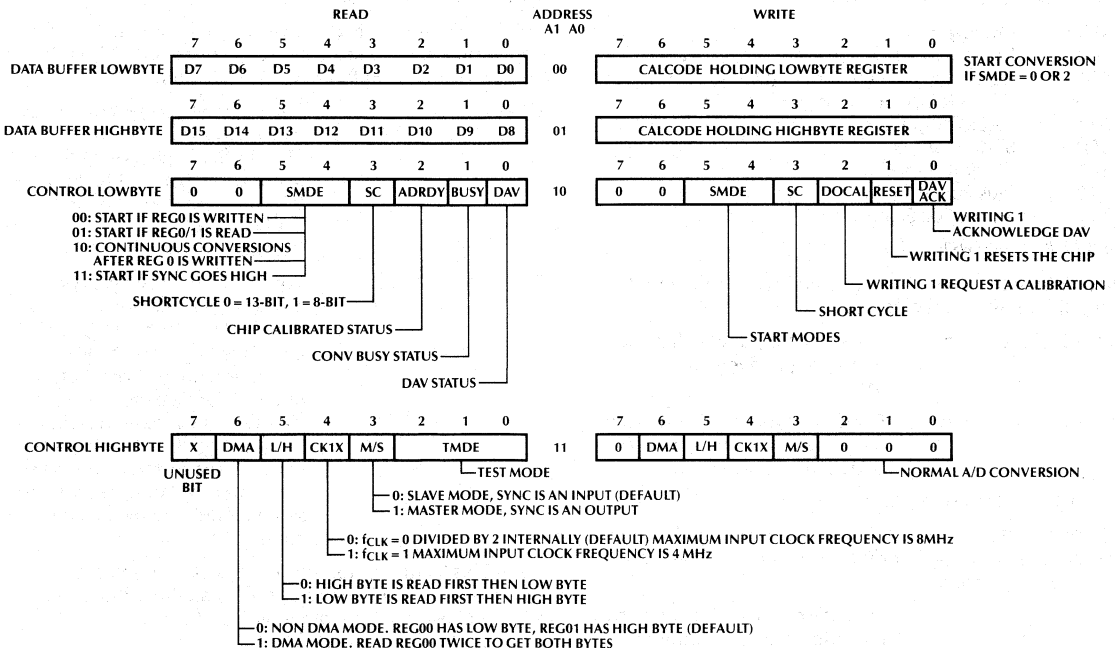 READ ADDRESS WRITE
A1 A0
7 6 5 4 3 2 1 0 7 6 5 4 3 2 1 0
DATA BUFFER LOWBYTE D7 D6 D5 D4 D3 D2 D1 D0 00 CALCODE HOLDING LOWBYTE REGISTER START CONVERSION
IF SMDE = 0 OR 2
7 6 5 4 3 2 1 0 7 6 5 4 3 2 1 0
DATA BUFFER HIGHBYTE D15 D14 D13 D12 D11 D10 D9 D8 01 CALCODE HOLDING HIGHBYTE REGISTER
7 6 5 4 3 2 1 0 7 6 5 4 3 2 1 0
CONTROL LOWBYTE 0 0 SMDE SC ADRDY BUSY DAV 10 0 0 SMDE SC DOCAL RESET DAV ACK
00: START IF REG0 IS WRITTEN
01: START IF REG0/1 IS READ
10: CONTINUOUS CONVERSIONS
AFTER REG 0 IS WRITTEN
11: START IF SYNC GOES HIGH
SHORTCYCLE 0 = 13-BIT, 1 = 8-BIT
CHIP CALIBRATED STATUS
CONV BUSY STATUS
DAV STATUS
WRITING 1
ACKNOWLEDGE DAV
WRITING 1 RESETS THE CHIP
WRITING 1 REQUEST A CALIBRATION
SHORT CYCLE
START MODES
7 6 5 4 3 2 1 0 7 6 5 4 3 2 1 0
CONTROL HIGHBYTE X DMA L/H CK1X M/S TMDE 11 0 DMA L/H CK1X M/S 0 0 0
UNUSED
BIT
TEST MODE
NORMAL A/D CONVERSION
0: SLAVE MODE, SYNC IS AN INPUT (DEFAULT)
1: MASTER MODE, SYNC IS AN OUTPUT
0: fCLK = 0 DIVIDED BY 2 INTERNALLY (DEFAULT) MAXIMUM INPUT CLOCK FREQUENCY IS 8MHz
1: fCLK = 1 MAXIMUM INPUT CLOCK FREQUENCY IS 4 MHz
0: HIGH BYTE IS READ FIRST THEN LOW BYTE
1: LOW BYTE IS READ FIRST THEN HIGH BYTE
0: NON DMA MODE. REG00 HAS LOW BYTE, REG01 HAS HIGH BYTE (DEFAULT)
1: DMA MODE. READ REG00 TWICE TO GET BOTH BYTES